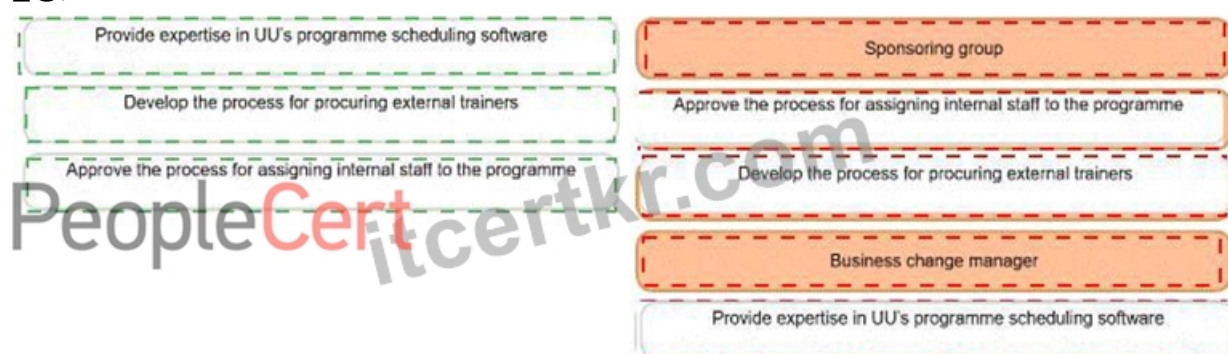 Provide expertise in UU's programme scheduling software
Develop the process for procuring external trainers
Approve the process for assigning internal staff to the programme
Sponsoring group
Approve the process for assigning internal staff to the programme
Develop the process for procuring external trainers
Business change manager
Provide expertise in UU's programme scheduling software
PeopleCert
itcertkr.com